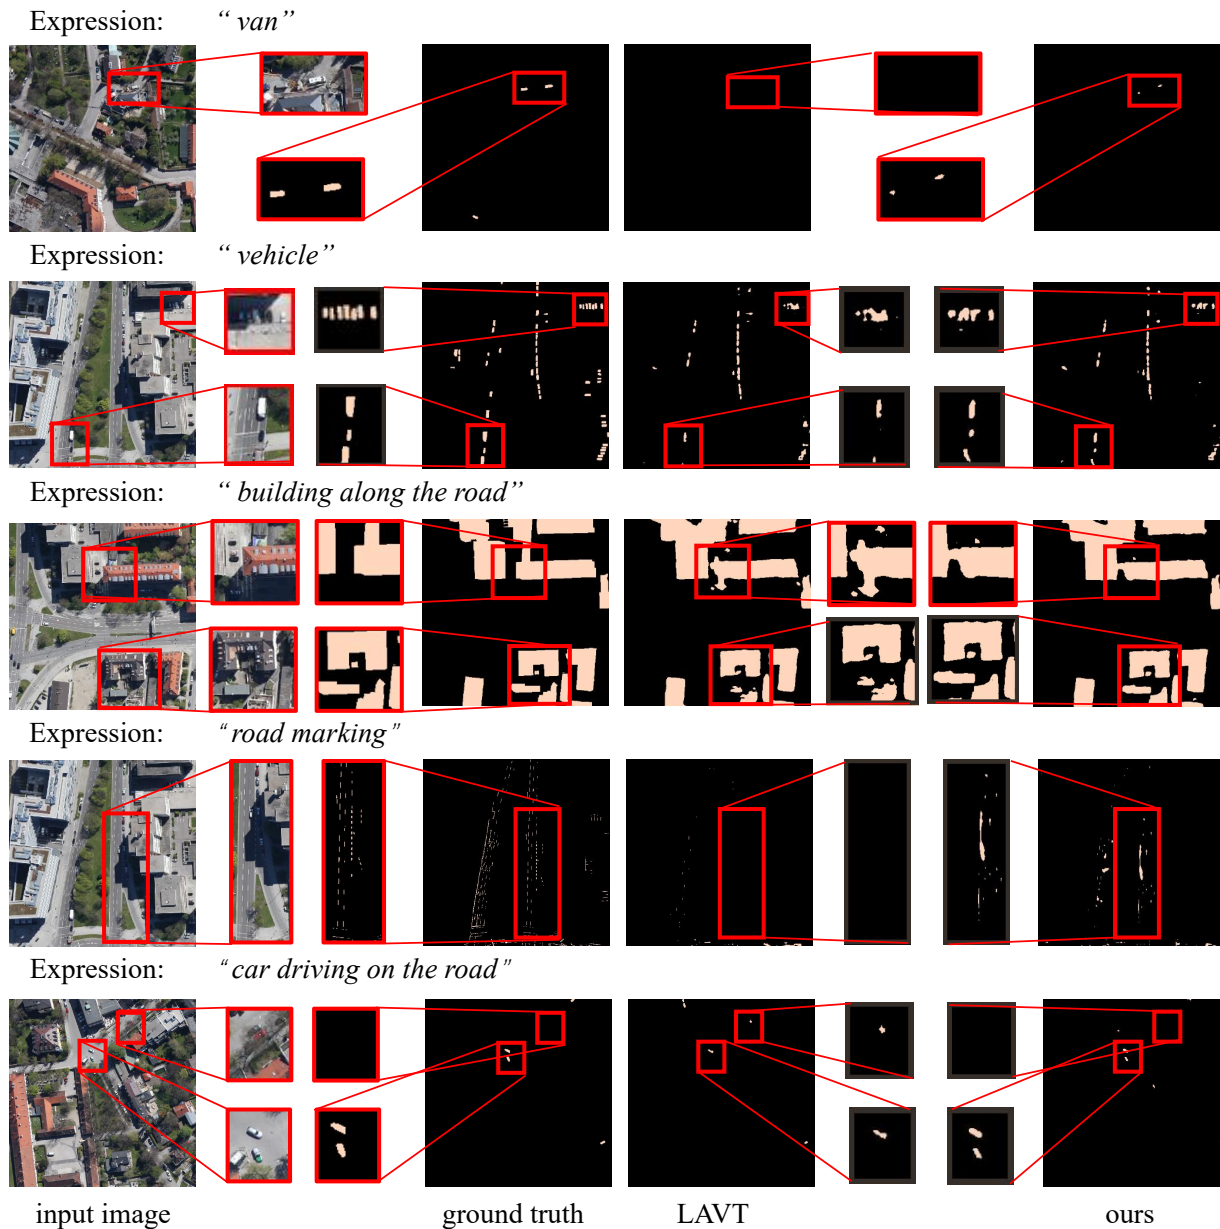 Expression: “ van”
Expression: “ vehicle”
Expression: “ building along the road”
Expression: “road marking”
Expression: “car driving on the road”
input image ground truth LAVT ours